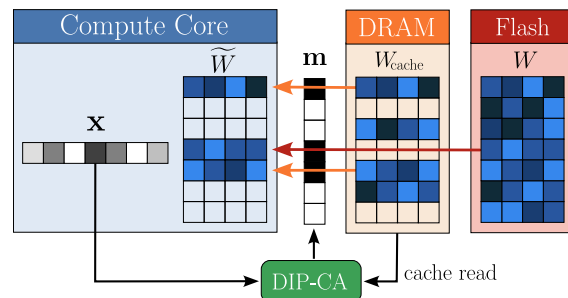 Compute Core
DRAM
Flash
W̃
m
W_cache
W
x
DIP-CA
cache read